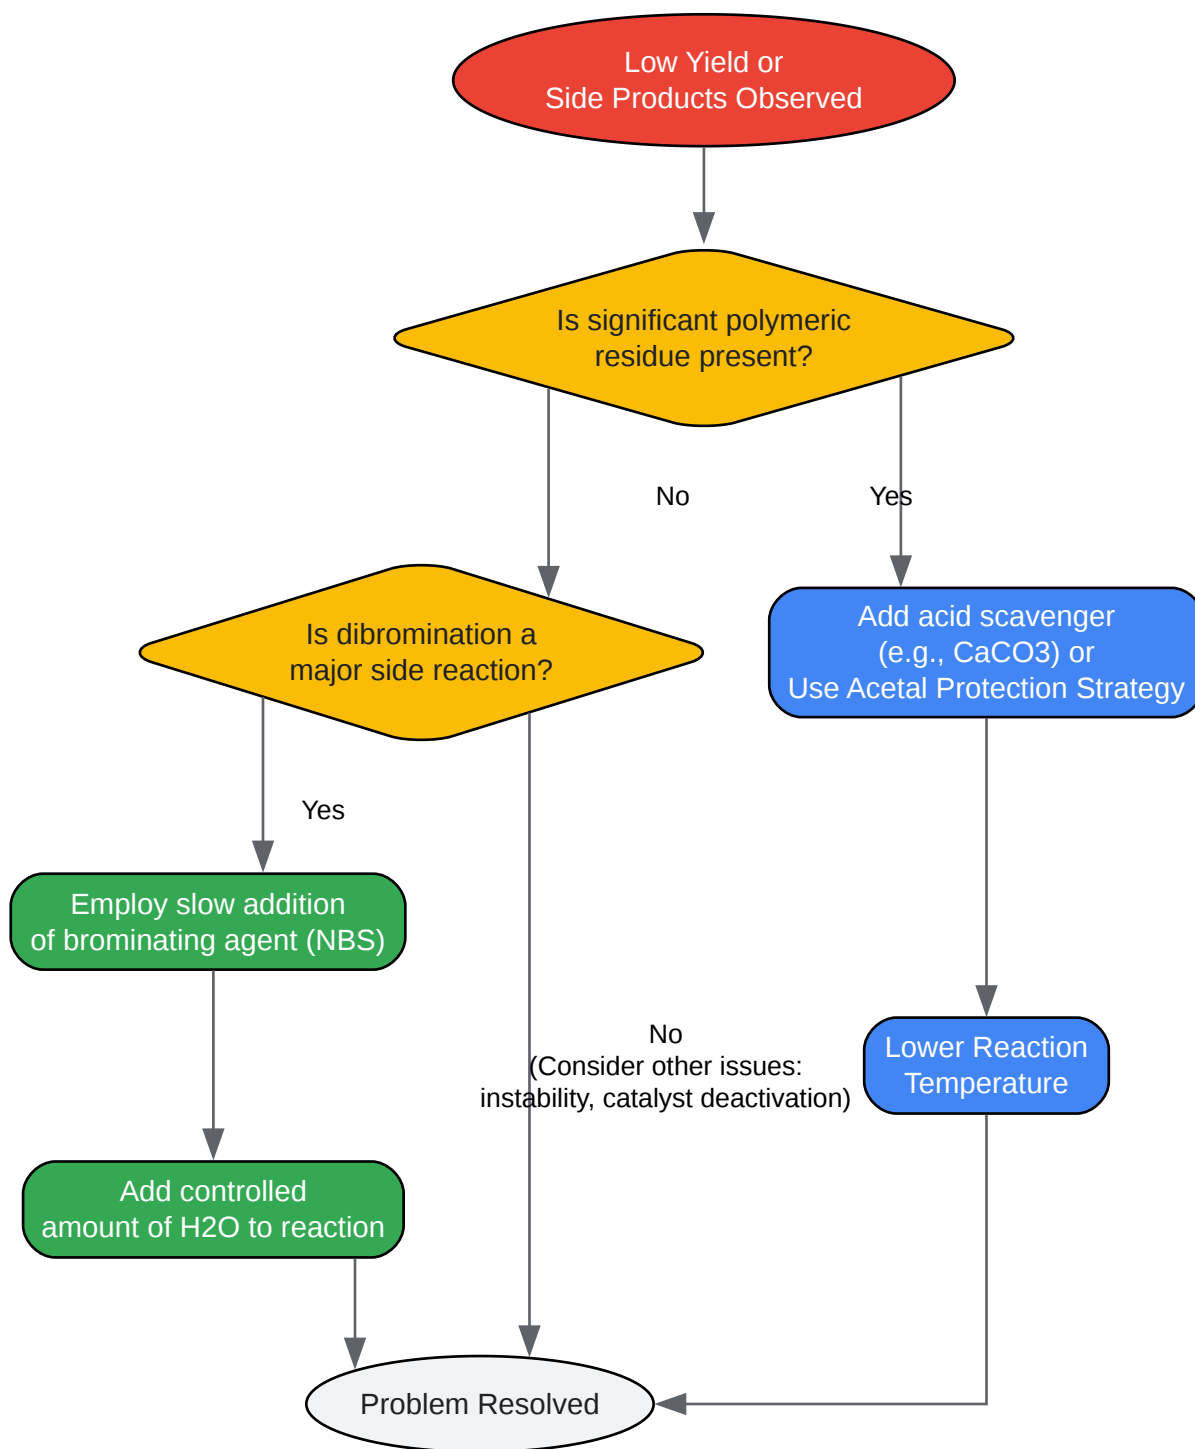 Low Yield or
Side Products Observed
Is significant polymeric
residue present?
No
Yes
Is dibromination a
major side reaction?
Add acid scavenger
(e.g., CaCO3) or
Use Acetal Protection Strategy
Yes
Employ slow addition
of brominating agent (NBS)
No
(Consider other issues:
instability, catalyst deactivation)
Lower Reaction
Temperature
Add controlled
amount of H2O to reaction
Problem Resolved